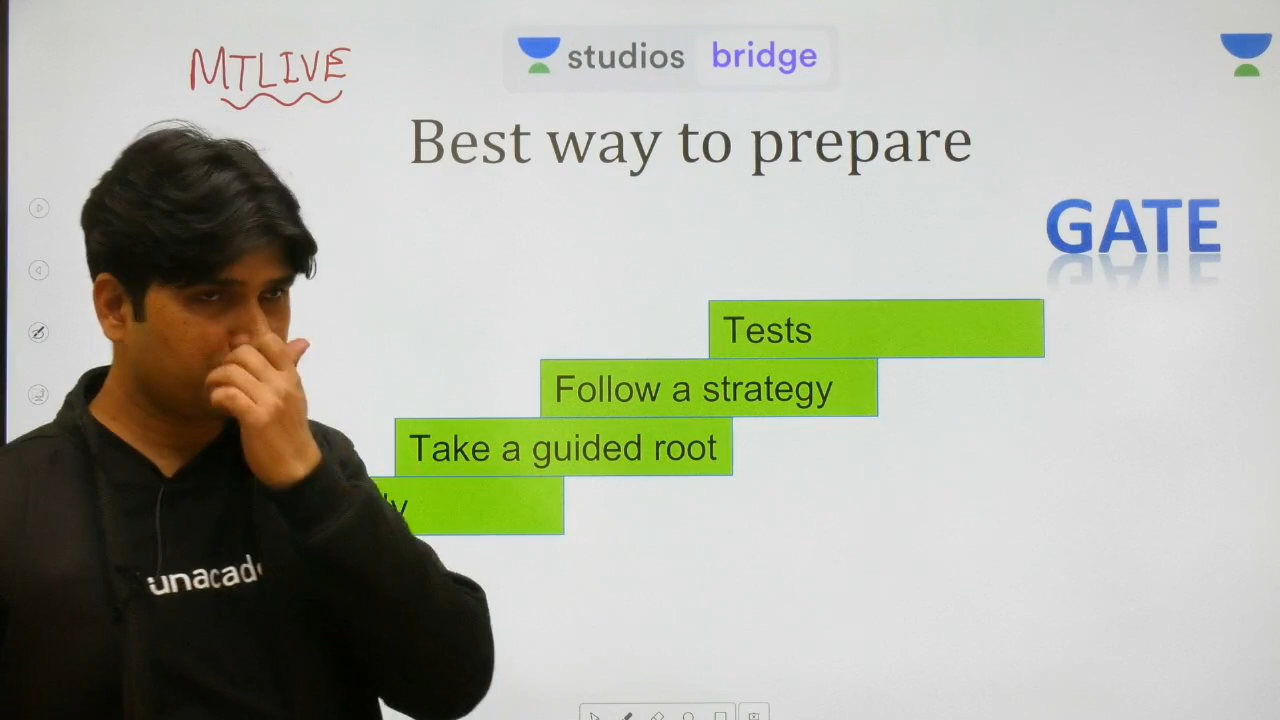 MTLIVE
studios bridge
Best way to prepare
GATE
Tests
Follow a strategy
Take a guided root
unacad